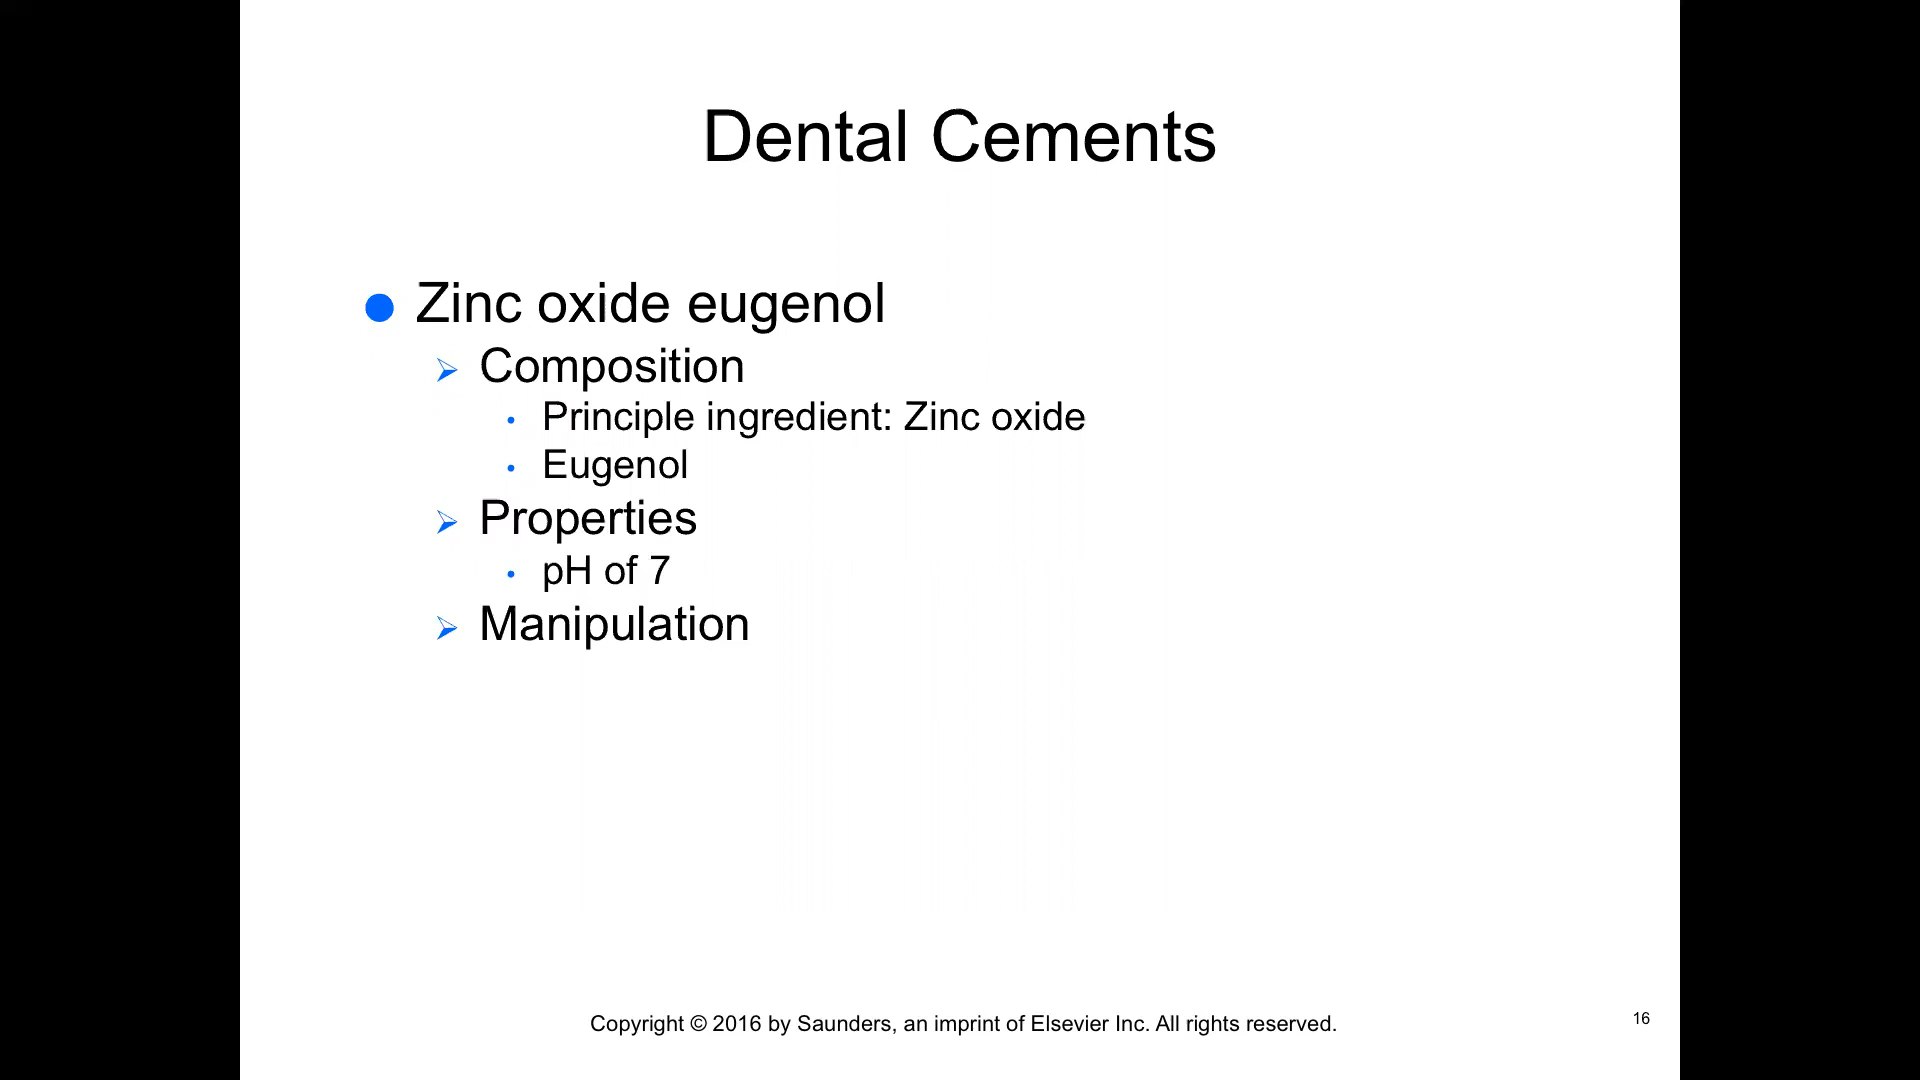 Dental Cements
Zinc oxide eugenol
Composition
Principle ingredient: Zinc oxide
Eugenol
Properties
pH of 7
Manipulation
Copyright © 2016 by Saunders, an imprint of Elsevier Inc. All rights reserved.
16